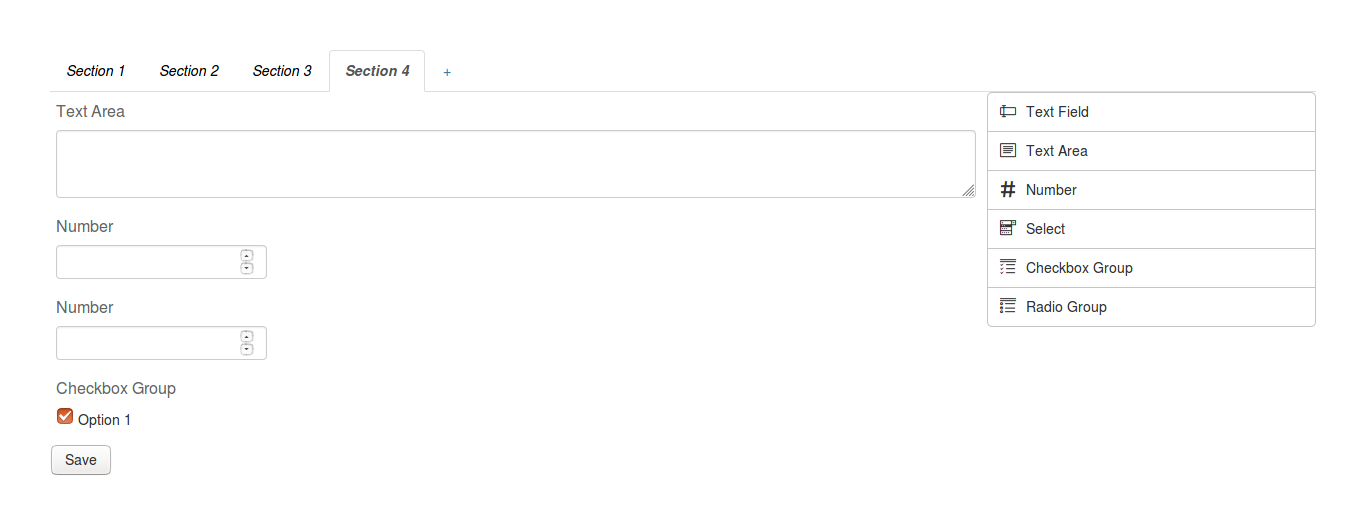 Section 1 Section 2 Section 3 Section 4 +
Text Area
Number
Number
Checkbox Group
Option 1
Save
Text Field
Text Area
Number
Select
Checkbox Group
Radio Group